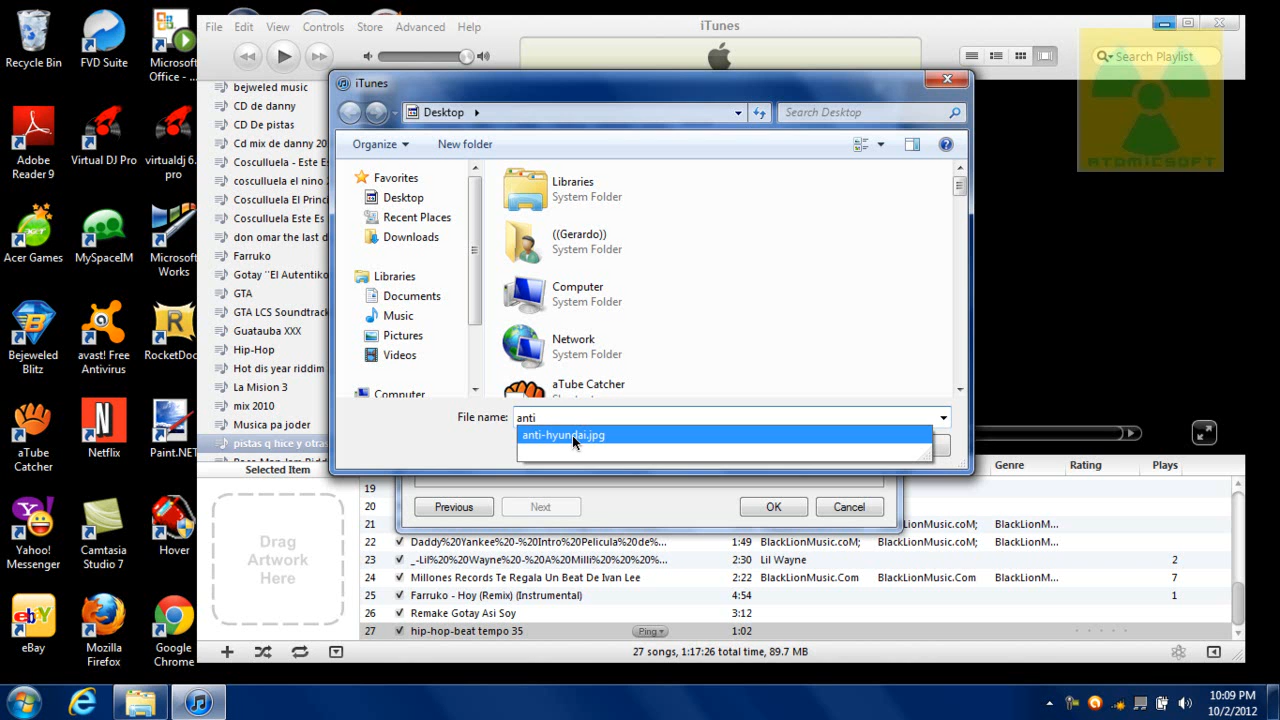 Recycle Bin
FVD Suite
Microsoft Office - ...
Adobe Reader 9
Virtual DJ Pro
virtualdj 6. pro
Acer Games
MySpaceIM
Microsoft Works
Bejeweled Blitz
avast! Free Antivirus
RocketDoc
aTube Catcher
Netflix
Paint.NET
Yahoo! Messenger
Camtasia Studio 7
Hover
eBay
Mozilla Firefox
Google Chrome
File Edit View Controls Store Advanced Help
iTunes
Search Playlist
ATOMICSOFT
bejweled music
CD de danny
CD De pistas
Cd mix de danny 20
Cosculluela - Este Es
cosculluela el nino
Cosculluela El Princi
Cosculluela Este Es
don omar the last d
Farruko
Gotay ¨El Autentiko
GTA
GTA LCS Soundtrack
Guatauba XXX
Hip-Hop
Hot dis year riddim
La Mision 3
mix 2010
Musica pa joder
pistas q hice y otras
iTunes
Desktop
Search Desktop
Organize
New folder
Favorites
Desktop
Recent Places
Downloads
Libraries
Documents
Music
Pictures
Videos
Computer
Libraries
System Folder
((Gerardo))
System Folder
Computer
System Folder
Network
System Folder
aTube Catcher
File name: anti
anti-hyundai.jpg
Previous Next OK Cancel
Selected Item
Drag
Artwork
Here
Genre Rating Plays
19
20
21 BlackLionMusic.coM; BlackLionM...
22 Daddy%20Yankee%20-%20Intro%20Pelicula%20de%... 1:49 BlackLionMusic.coM; BlackLionMusic.coM; BlackLionM...
23 _-Lil%20%20Wayne%20-%20A%20Milli%20%20%20%... 2:30 Lil Wayne 2
24 Millones Records Te Regala Un Beat De Ivan Lee 2:22 BlackLionMusic.Com BlackLionMusic.Com BlackLionM... 7
25 Farruko - Hoy (Remix) (Instrumental) 4:54 1
26 Remake Gotay Asi Soy 3:12
27 hip-hop-beat tempo 35 Ping 1:02
27 songs, 1:17:26 total time, 89.7 MB
10:09 PM
10/2/2012